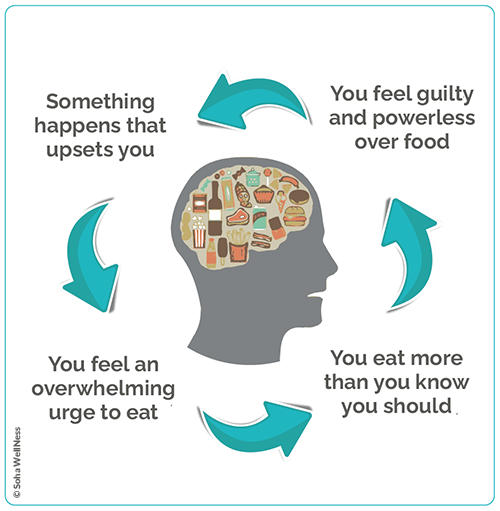 Something
happens that
upsets you
You feel guilty
and powerless
over food
You feel an
overwhelming
urge to eat
You eat more
than you know
you should
© Soha WellNess